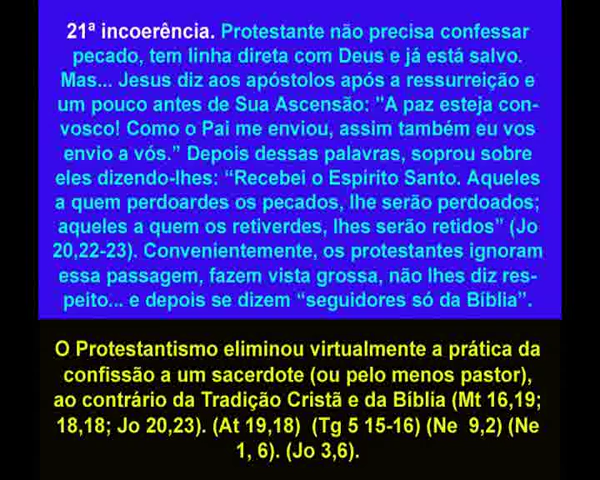 21ª incoerência. Protestante não precisa confessar
pecado, tem linha direta com Deus e já está salvo.
Mas... Jesus diz aos apóstolos após a ressurreição e
um pouco antes de Sua Ascensão: “A paz esteja con-
vosco! Como o Pai me enviou, assim também eu vos
envio a vós.” Depois dessas palavras, soprou sobre
eles dizendo-lhes: “Recebei o Espirito Santo. Aqueles
a quem perdoardes os pecados, lhe serão perdoados;
aqueles a quem os retiverdes, lhes serão retidos” (Jo
20,22-23). Convenientemente, os protestantes ignoram
essa passagem, fazem vista grossa, não lhes diz res-
peito... e depois se dizem “seguidores só da Bíblia”.
O Protestantismo eliminou virtualmente a prática da
confissão a um sacerdote (ou pelo menos pastor),
ao contrário da Tradição Cristã e da Bíblia (Mt 16,19;
18,18; Jo 20,23). (At 19,18) (Tg 5 15-16) (Ne 9,2) (Ne
1, 6). (Jo 3,6).